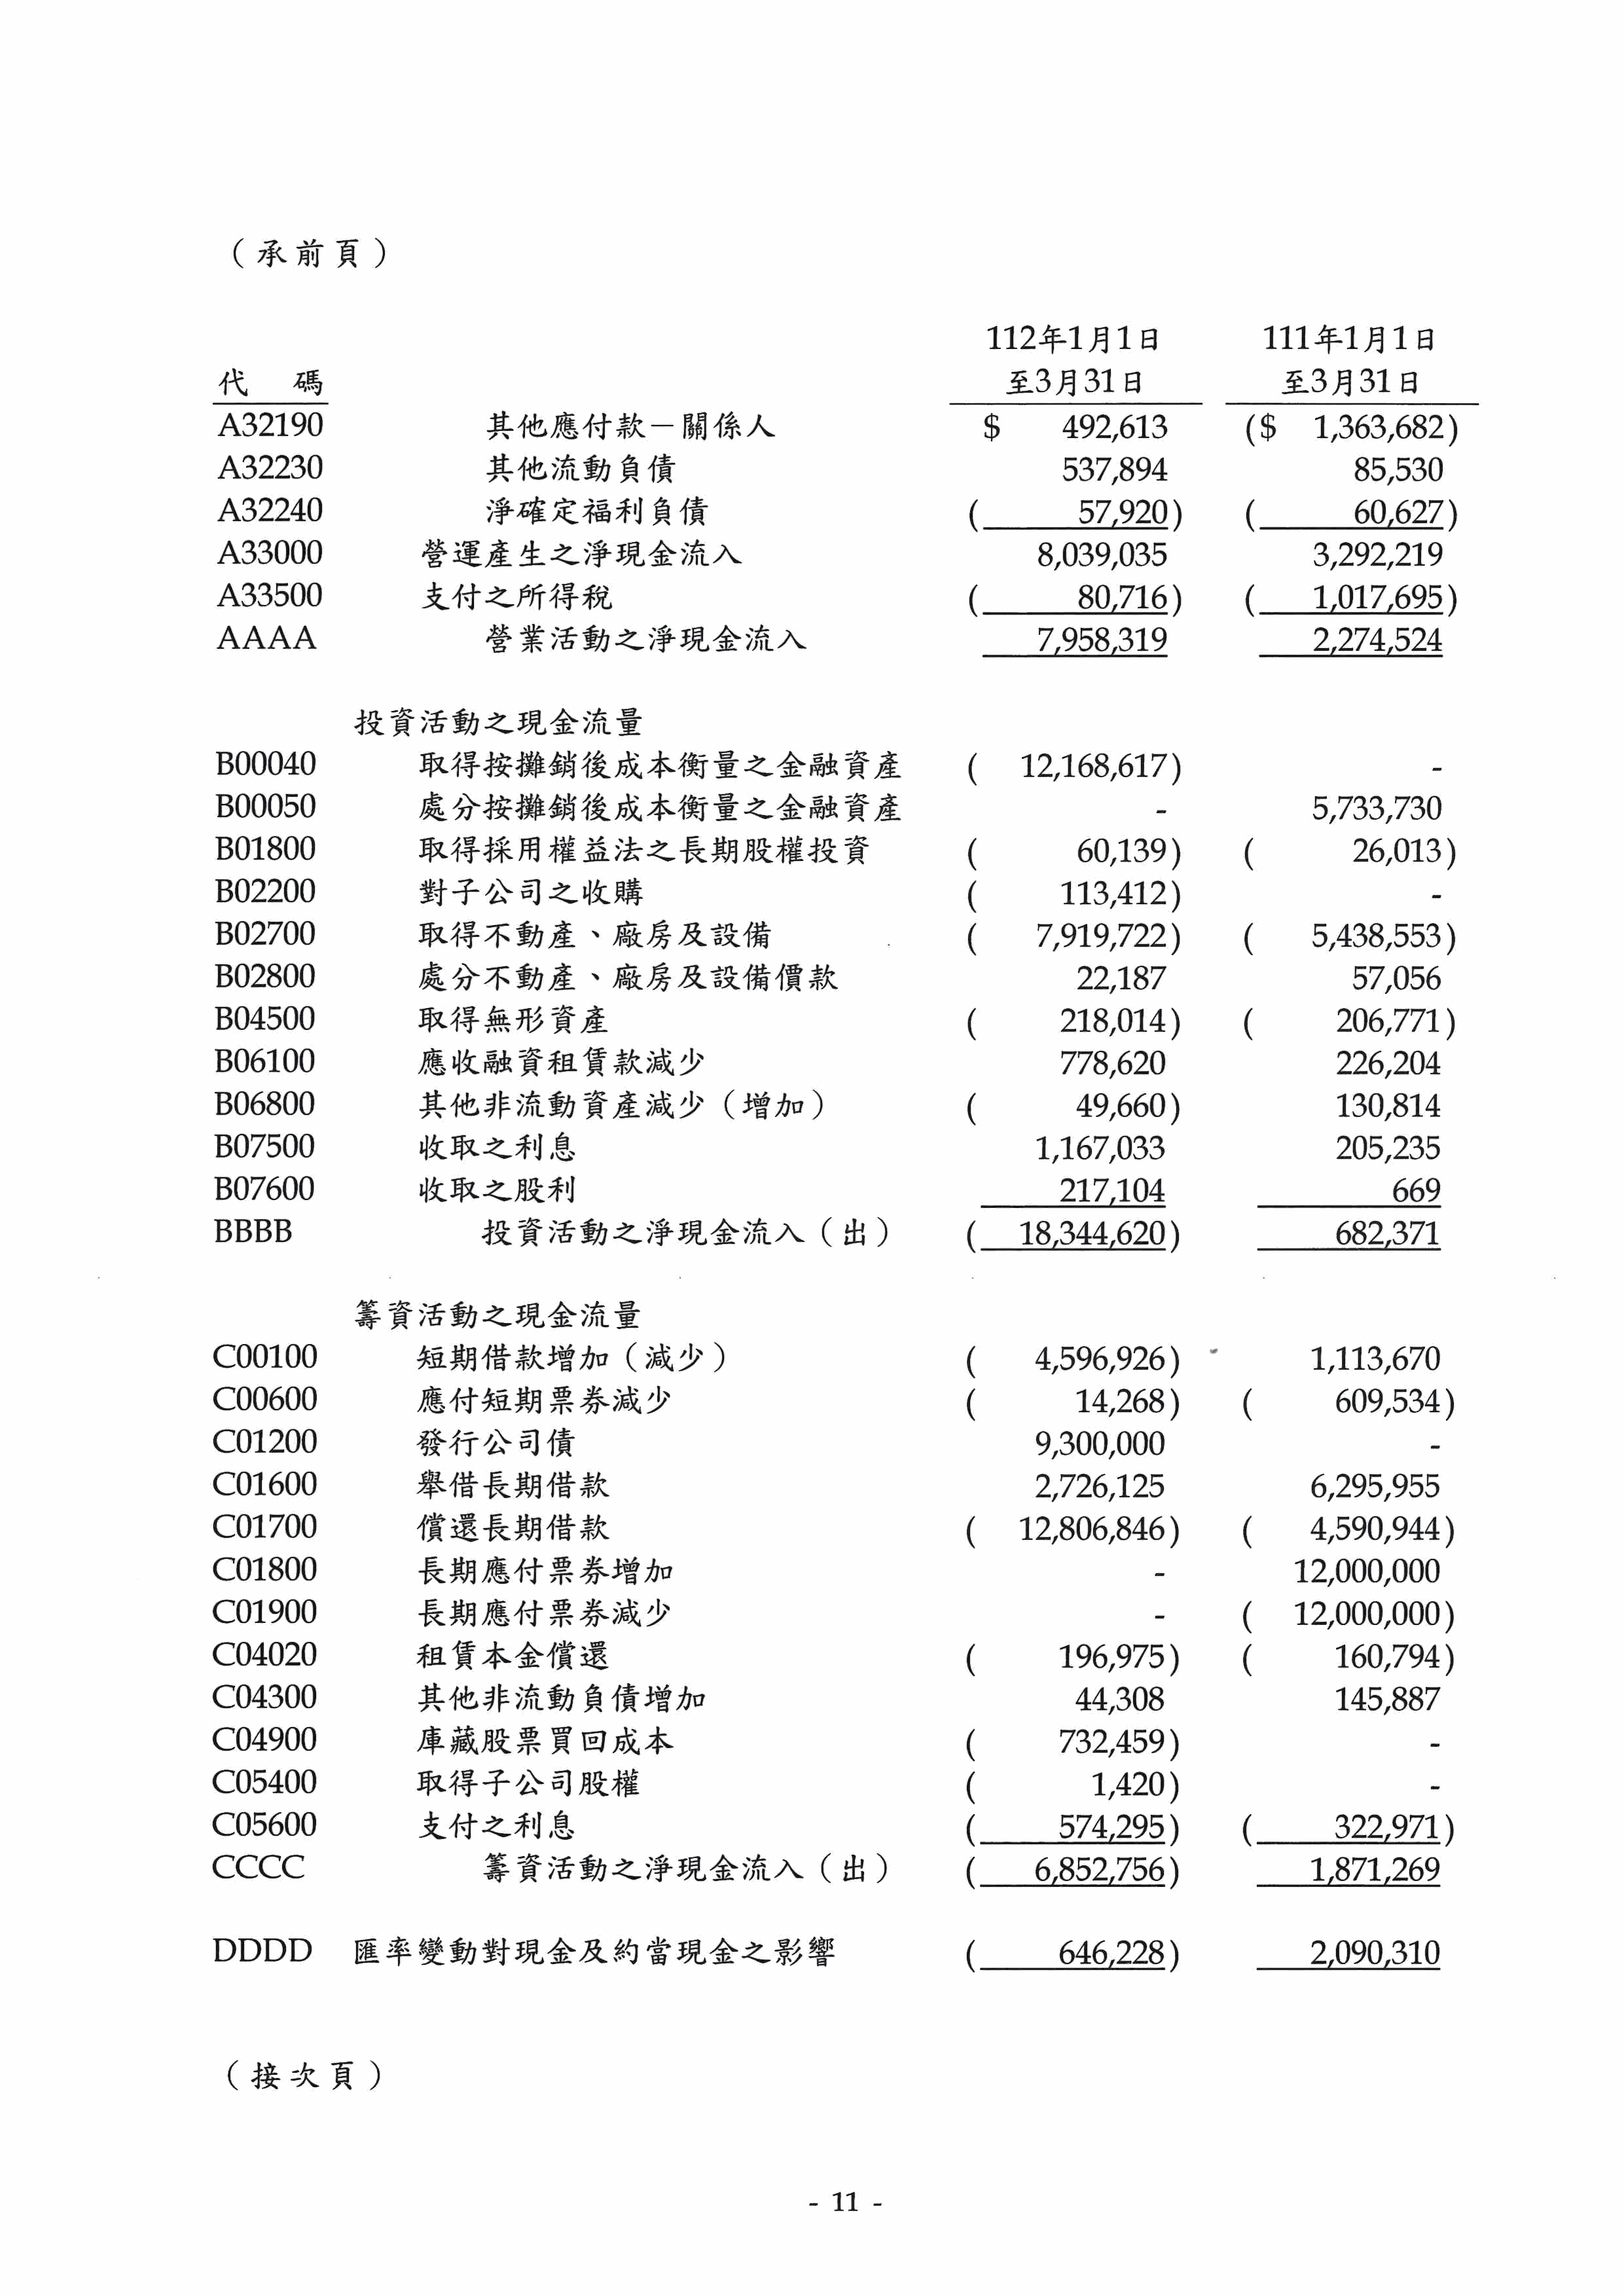 （承前頁）
112年1月1日 111年1月1日
代 碼 至3月31日 至3月31日
A32190 其他應付款－關係人 $ 492,613 ($ 1,363,682)
A32230 其他流動負債 537,894 85,530
A32240 淨確定福利負債 ( 57,920) ( 60,627)
A33000 營運產生之淨現金流入 8,039,035 3,292,219
A33500 支付之所得稅 ( 80,716) ( 1,017,695)
AAAA 營業活動之淨現金流入 7,958,319 2,274,524
投資活動之現金流量
B00040 取得按攤銷後成本衡量之金融資產 ( 12,168,617) -
B00050 處分按攤銷後成本衡量之金融資產 - 5,733,730
B01800 取得採用權益法之長期股權投資 ( 60,139) ( 26,013)
B02200 對子公司之收購 ( 113,412) -
B02700 取得不動產、廠房及設備 ( 7,919,722) ( 5,438,553)
B02800 處分不動產、廠房及設備價款 22,187 57,056
B04500 取得無形資產 ( 218,014) ( 206,771)
B06100 應收融資租賃款減少 778,620 226,204
B06800 其他非流動資產減少（增加） ( 49,660) 130,814
B07500 收取之利息 1,167,033 205,235
B07600 收取之股利 217,104 669
BBBB 投資活動之淨現金流入（出） ( 18,344,620) 682,371
籌資活動之現金流量
C00100 短期借款增加（減少） ( 4,596,926) 1,113,670
C00600 應付短期票券減少 ( 14,268) ( 609,534)
C01200 發行公司債 9,300,000 -
C01600 舉借長期借款 2,726,125 6,295,955
C01700 償還長期借款 ( 12,806,846) ( 4,590,944)
C01800 長期應付票券增加 - 12,000,000
C01900 長期應付票券減少 - ( 12,000,000)
C04020 租賃本金償還 ( 196,975) ( 160,794)
C04300 其他非流動負債增加 44,308 145,887
C04900 庫藏股票買回成本 ( 732,459) -
C05400 取得子公司股權 ( 1,420) -
C05600 支付之利息 ( 574,295) ( 322,971)
CCCC 籌資活動之淨現金流入（出） ( 6,852,756) 1,871,269
DDDD 匯率變動對現金及約當現金之影響 ( 646,228) 2,090,310
（接次頁）
- 11 -